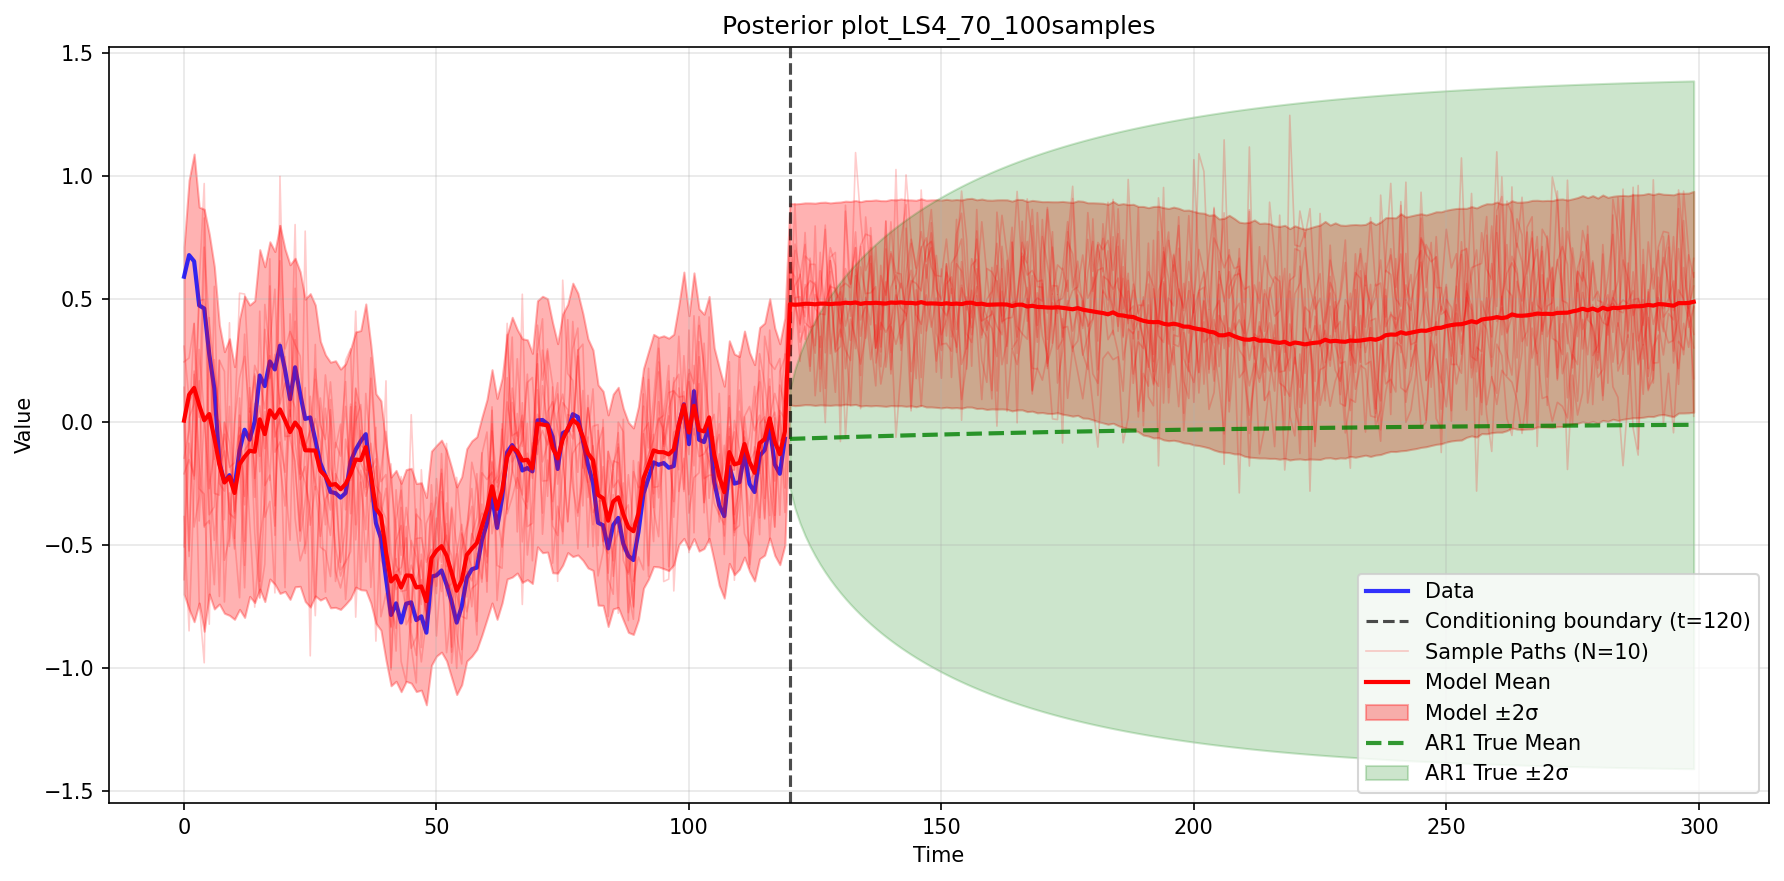 Posterior plot_LS4_70_100samples
1.5
1.0
0.5
0.0
−0.5
−1.0
−1.5
Value
0
50
100
150
200
250
300
Time
Data
Conditioning boundary (t=120)
Sample Paths (N=10)
Model Mean
Model ±2σ
AR1 True Mean
AR1 True ±2σ